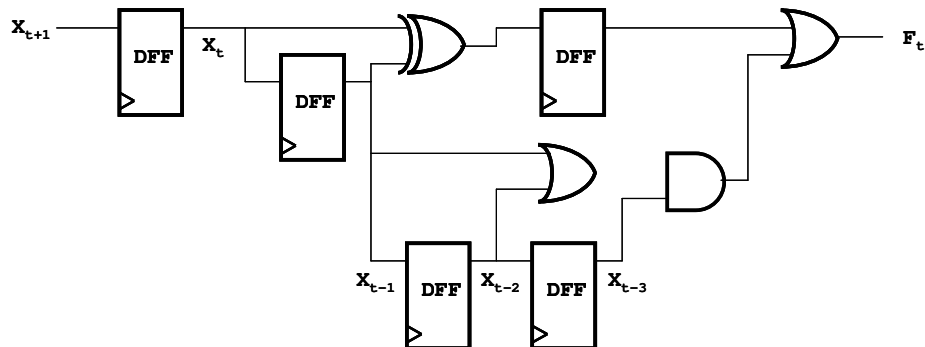 X_{t+1}
DFF
X_t
DFF
DFF
F_t
X_{t-1}
DFF
X_{t-2}
DFF
X_{t-3}